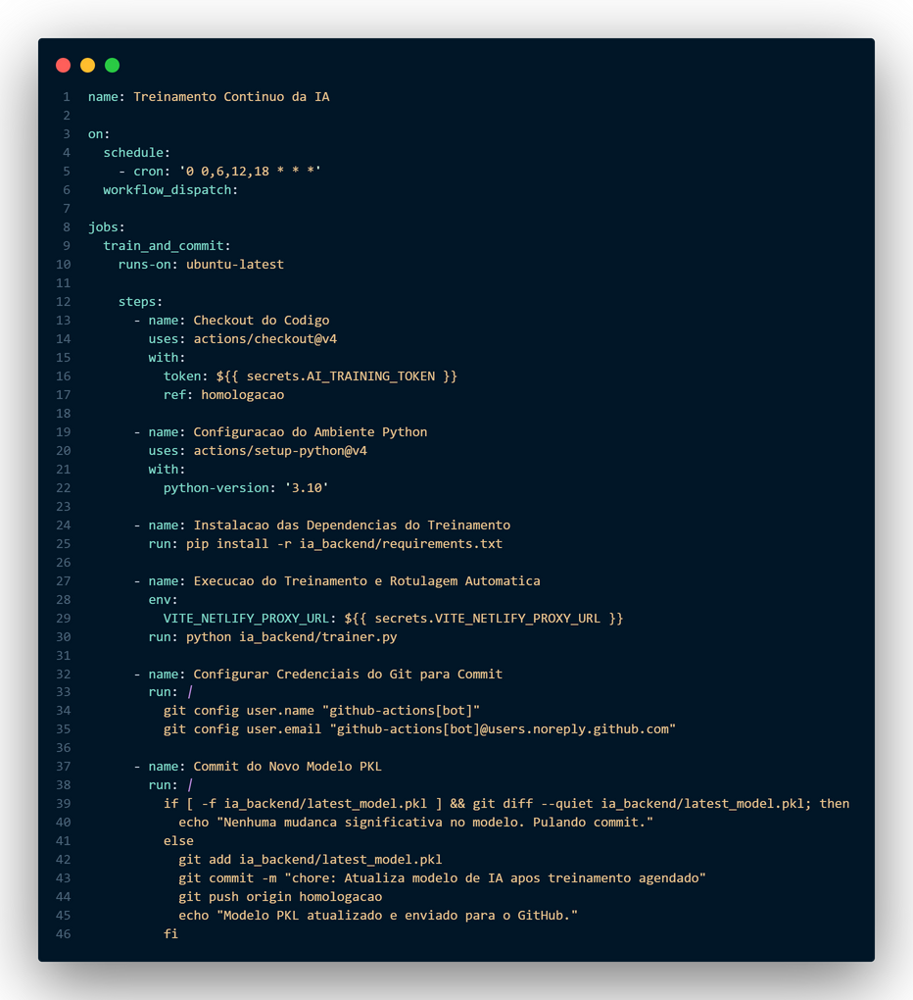 1 name: Treinamento Continuo da IA
2
3 on:
4   schedule:
5     - cron: '0 0,6,12,18 * * *'
6   workflow_dispatch:
7
8 jobs:
9   train_and_commit:
10     runs-on: ubuntu-latest
11
12     steps:
13       - name: Checkout do Codigo
14         uses: actions/checkout@v4
15         with:
16           token: ${{ secrets.AI_TRAINING_TOKEN }}
17           ref: homologacao
18
19       - name: Configuracao do Ambiente Python
20         uses: actions/setup-python@v4
21         with:
22           python-version: '3.10'
23
24       - name: Instalacao das Dependencias do Treinamento
25         run: pip install -r ia_backend/requirements.txt
26
27       - name: Execucao do Treinamento e Rotulagem Automatica
28         env:
29           VITE_NETLIFY_PROXY_URL: ${{ secrets.VITE_NETLIFY_PROXY_URL }}
30         run: python ia_backend/trainer.py
31
32       - name: Configurar Credenciais do Git para Commit
33         run: |
34           git config user.name "github-actions[bot]"
35           git config user.email "github-actions[bot]@users.noreply.github.com"
36
37       - name: Commit do Novo Modelo PKL
38         run: |
39           if [ -f ia_backend/latest_model.pkl ] && git diff --quiet ia_backend/latest_model.pkl; then
40             echo "Nenhuma mudanca significativa no modelo. Pulando commit."
41           else
42             git add ia_backend/latest_model.pkl
43             git commit -m "chore: Atualiza modelo de IA apos treinamento agendado"
44             git push origin homologacao
45             echo "Modelo PKL atualizado e enviado para o GitHub."
46           fi